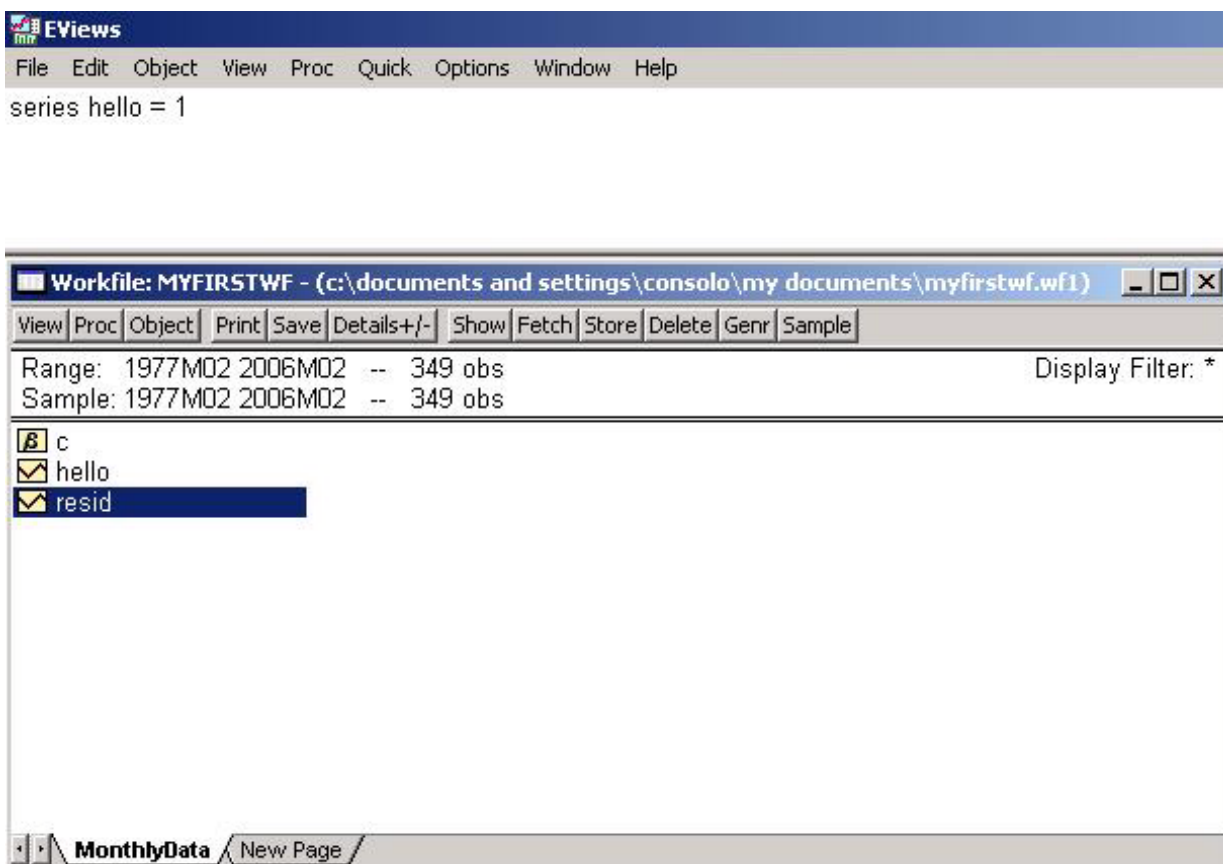 EViews
File Edit Object View Proc Quick Options Window Help
series hello = 1
Workfile: MYFIRSTWF - (c:\documents and settings\consolo\my documents\myfirstwf.wf1)
View Proc Object Print Save Details+/- Show Fetch Store Delete Genr Sample
Range: 1977M02 2006M02 -- 349 obs Display Filter: *
Sample: 1977M02 2006M02 -- 349 obs
β c
hello
resid
MonthlyData New Page